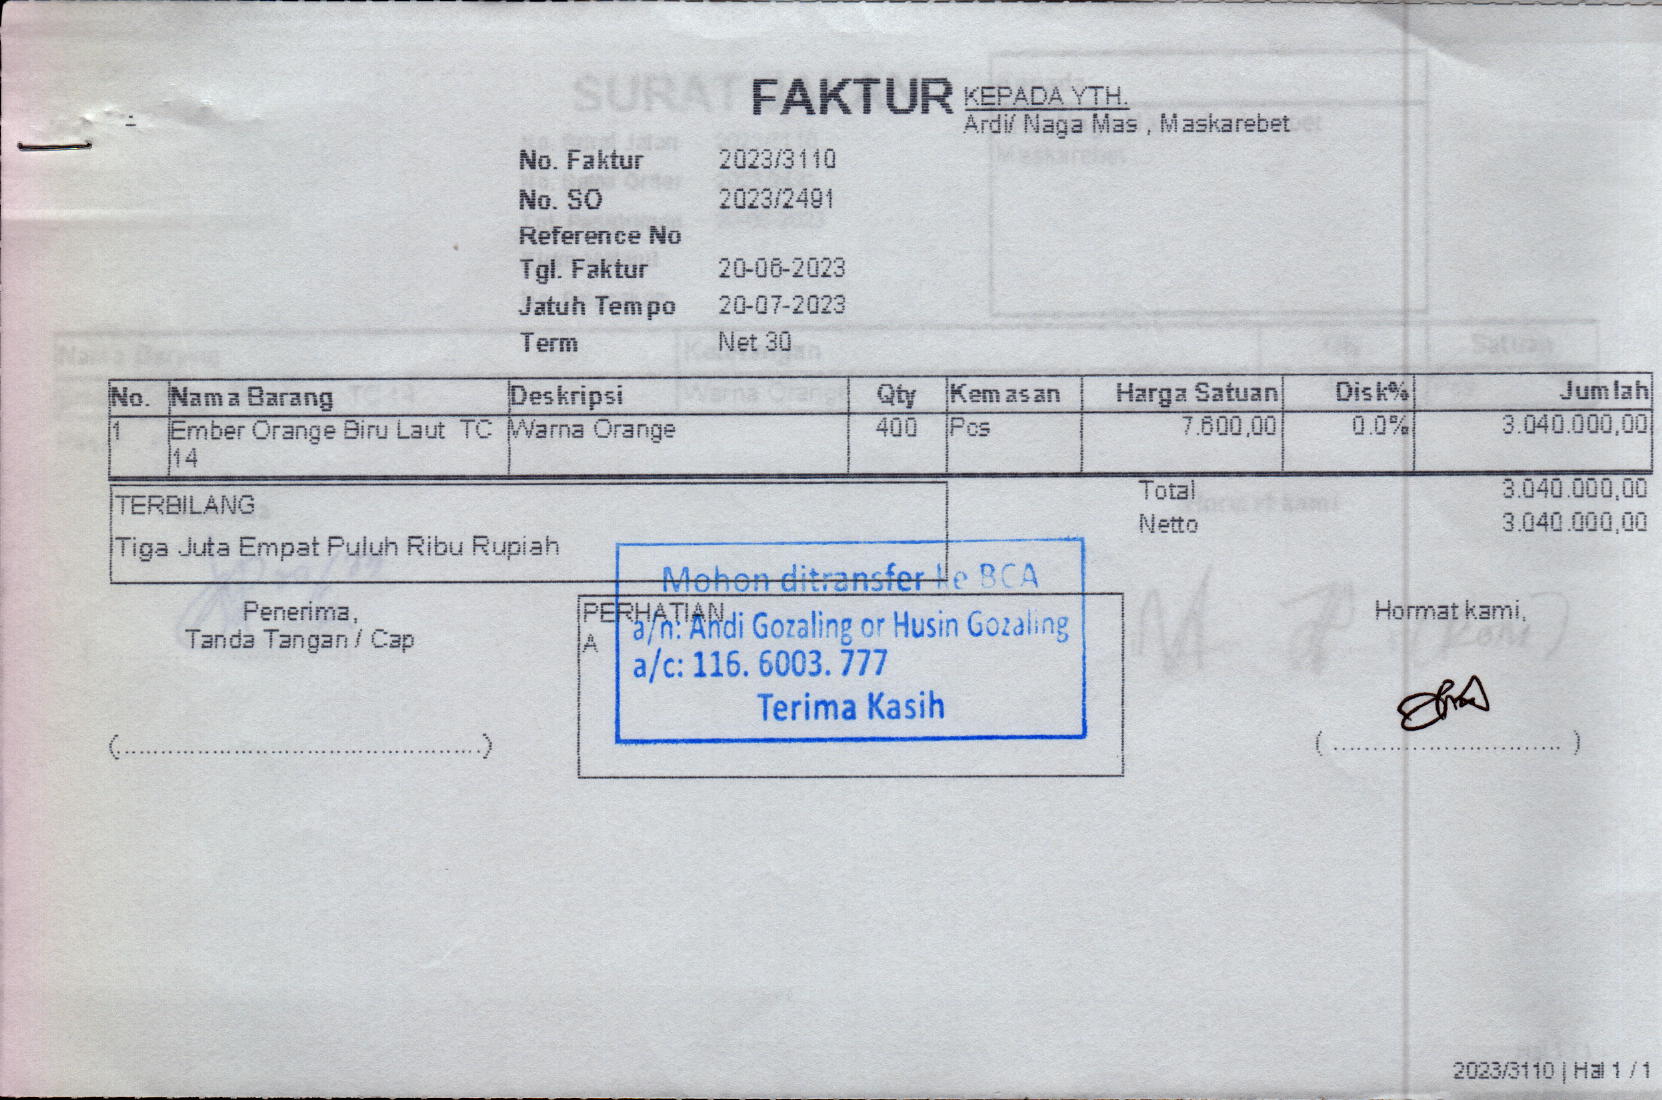 FAKTUR
KEPADA YTH.
Ardi/ Naga Mas , Maskarebet
No. Faktur 2023/3110
No. SO 2023/2491
Reference No
Tgl. Faktur 20-06-2023
Jatuh Tempo 20-07-2023
Term Net 30
No. Nama Barang Deskripsi Qty Kemasan Harga Satuan Disk% Jumlah
1 Ember Orange Biru Laut TC Warna Orange 400 Pcs 7.600,00 0.0% 3.040.000,00
14
Total 3.040.000,00
Netto 3.040.000,00
TERBILANG
Tiga Juta Empat Puluh Ribu Rupiah
Penerima,
Tanda Tangan / Cap
(............................................................)
PERHATIAN
A
Mohon ditransfer ke BCA
a/n: Andi Gozaling or Husin Gozaling
a/c: 116. 6003. 777
Terima Kasih
Hormat kami,
( ...................................... )
2023/3110 | Hal 1 / 1